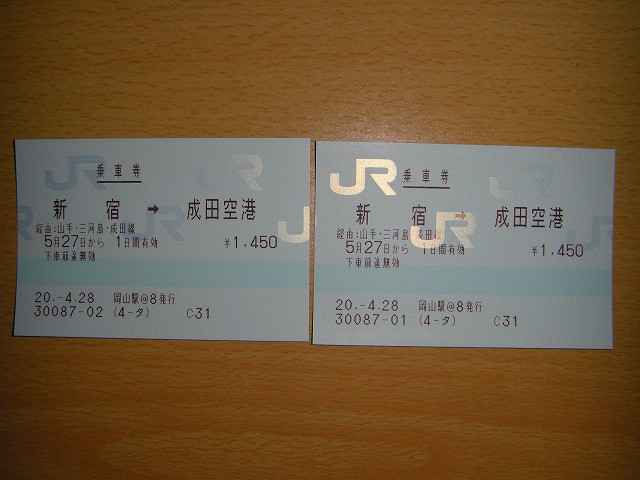 JR
乗車券
新 宿 → 成田空港
経由:山手・三河島・成田線
5月27日から 1日間有効 ¥1,450
下車前途無効
20.-4.28 岡山駅@8発行
30087-02 (4-タ) C31
JR
乗車券
新 宿 → 成田空港
経由:山手・三河島・成田線
5月27日から 1日間有効 ¥1,450
下車前途無効
20.-4.28 岡山駅@8発行
30087-01 (4-タ) C31